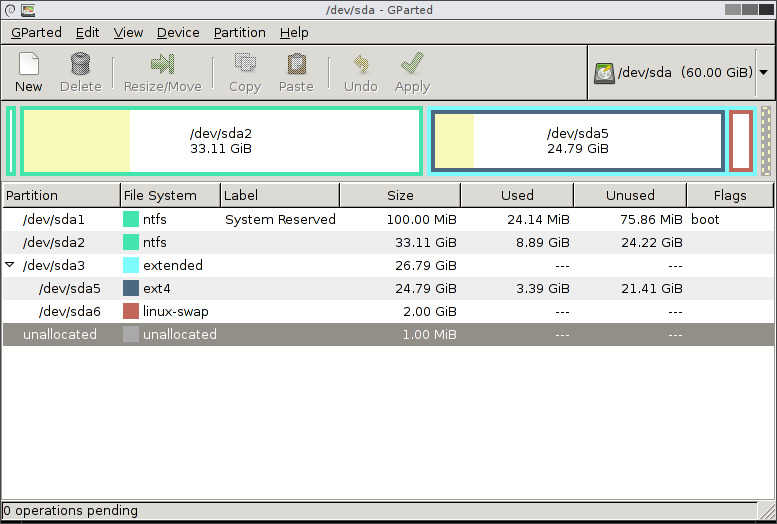 /dev/sda - GParted
GParted Edit View Device Partition Help
New Delete Resize/Move Copy Paste Undo Apply /dev/sda (60.00 GiB)
/dev/sda2 /dev/sda5
33.11 GiB 24.79 GiB
Partition File System Label Size Used Unused Flags
/dev/sda1 ntfs System Reserved 100.00 MiB 24.14 MiB 75.86 MiB boot
/dev/sda2 ntfs 33.11 GiB 8.89 GiB 24.22 GiB
/dev/sda3 extended 26.79 GiB --- ---
/dev/sda5 ext4 24.79 GiB 3.39 GiB 21.41 GiB
/dev/sda6 linux-swap 2.00 GiB --- ---
unallocated unallocated 1.00 MiB --- ---
0 operations pending